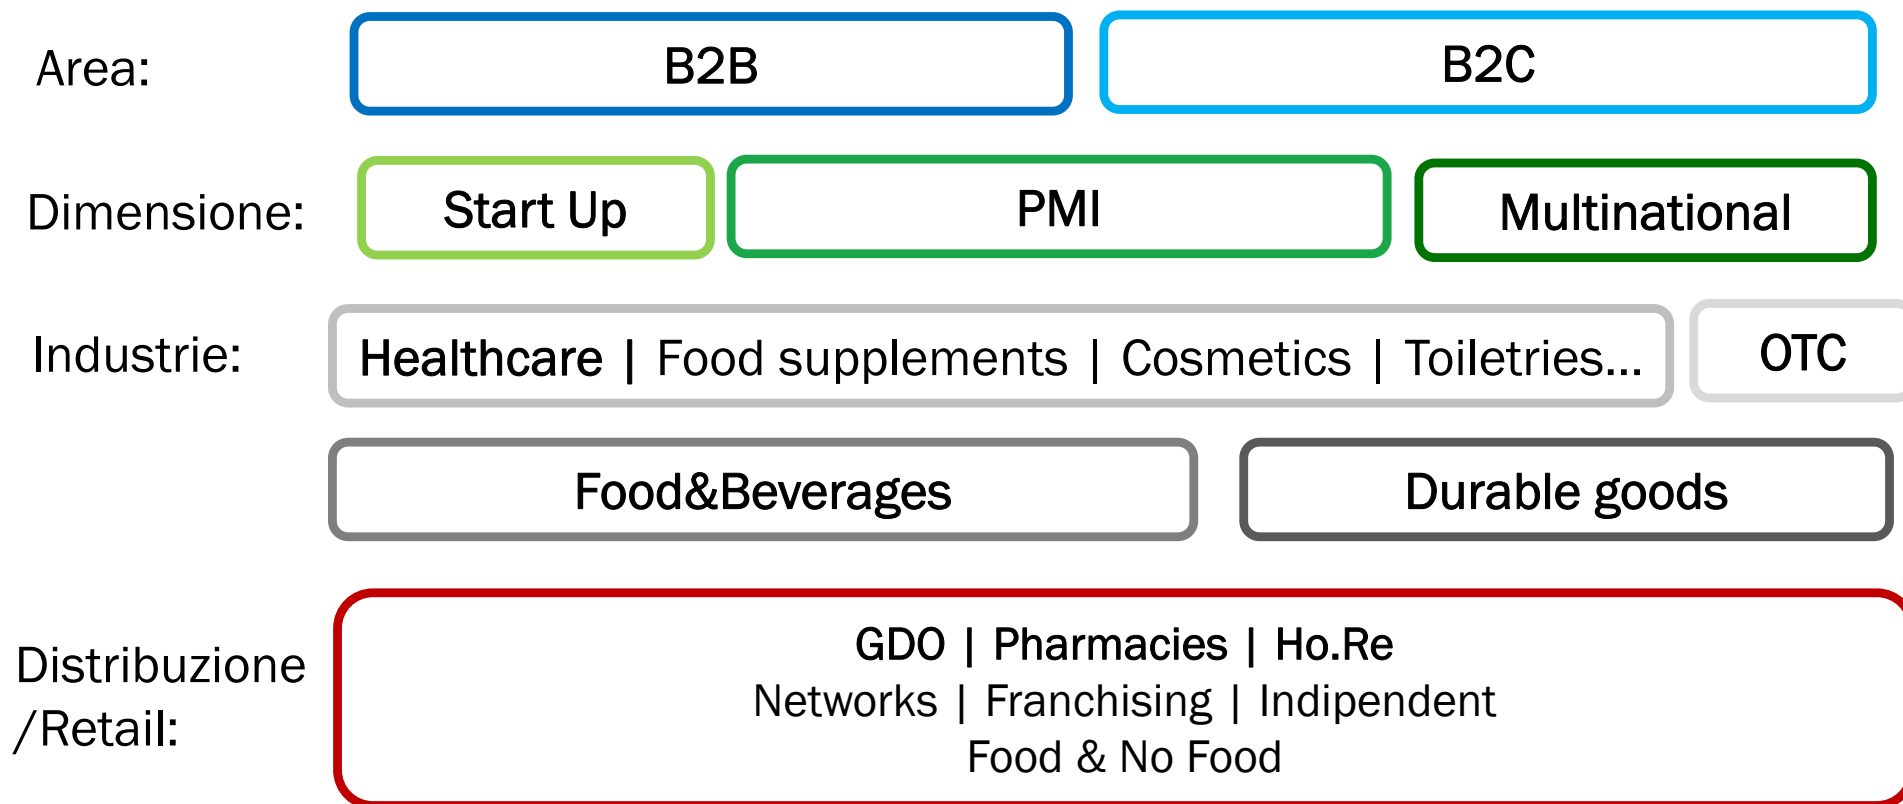 Area: B2B B2C
Dimensione: Start Up PMI Multinational
Industrie: Healthcare | Food supplements | Cosmetics | Toiletries... OTC
Food&Beverages Durable goods
Distribuzione
/Retail:
GDO | Pharmacies | Ho.Re
Networks | Franchising | Indipendent
Food & No Food